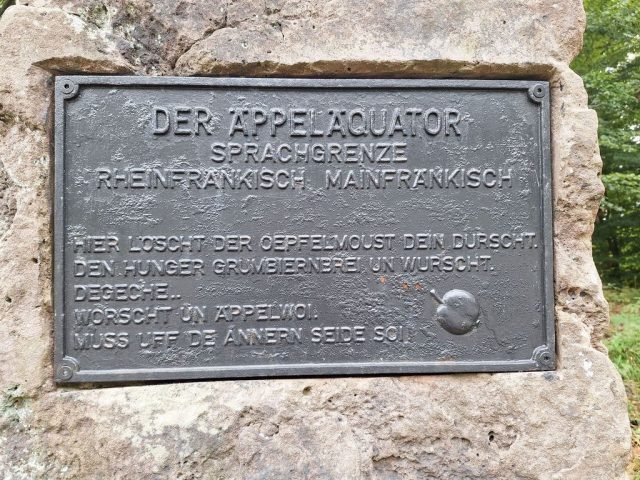 DER ÄPPELÄQUATOR
SPRACHGRENZE
RHEINFRÄNKISCH MAINFRÄNKISCH
HIER LÖSCHT DER OEPFELMOUST DEIN DURSCHT.
DEN HUNGER GRUMBIERNBREI UN WURSCHT.
DEGECHE..
WORSCHT UN ÄPPELWOI.
MUSS UFF DE ANNERN SEIDE SOI.